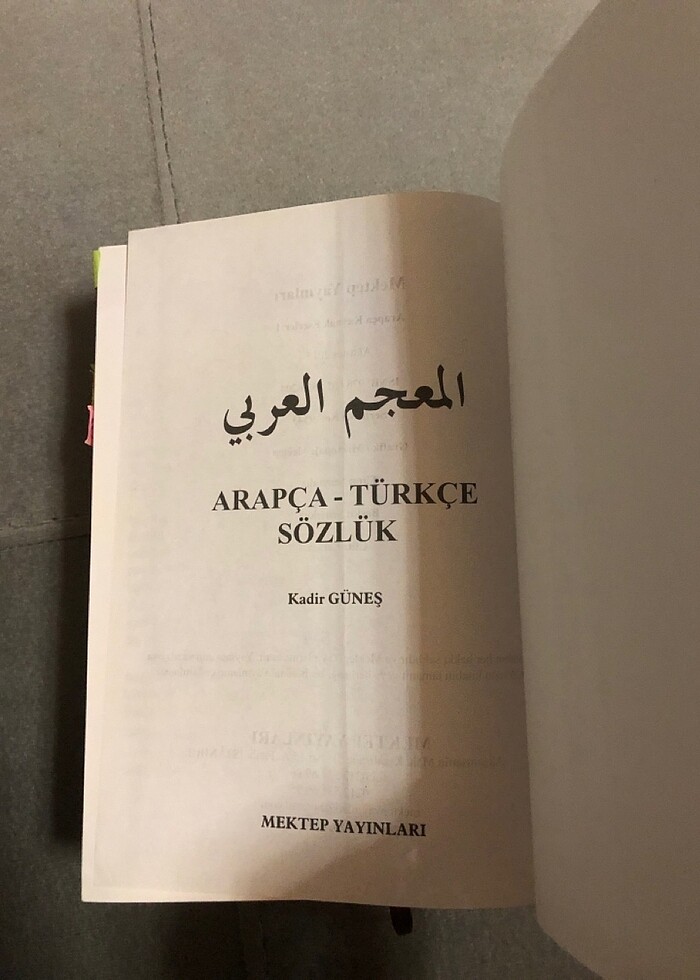 المعجم العربي
ARAPÇA - TÜRKÇE
SÖZLÜK
Kadir GÜNEŞ
MEKTEP YAYINLARI